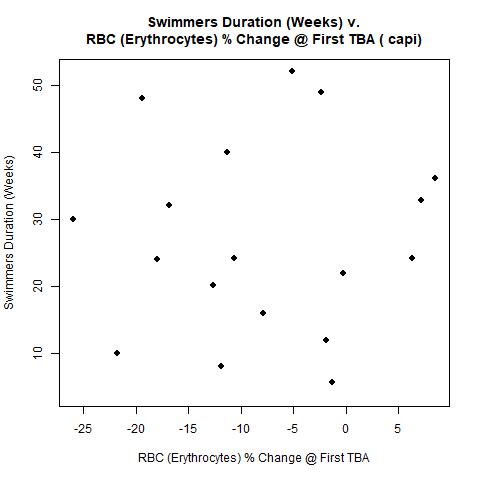 Swimmers Duration (Weeks) v.
RBC (Erythrocytes) % Change @ First TBA ( capi)
Swimmers Duration (Weeks)
50
40
30
20
10
-25 -20 -15 -10 -5 0 5
RBC (Erythrocytes) % Change @ First TBA